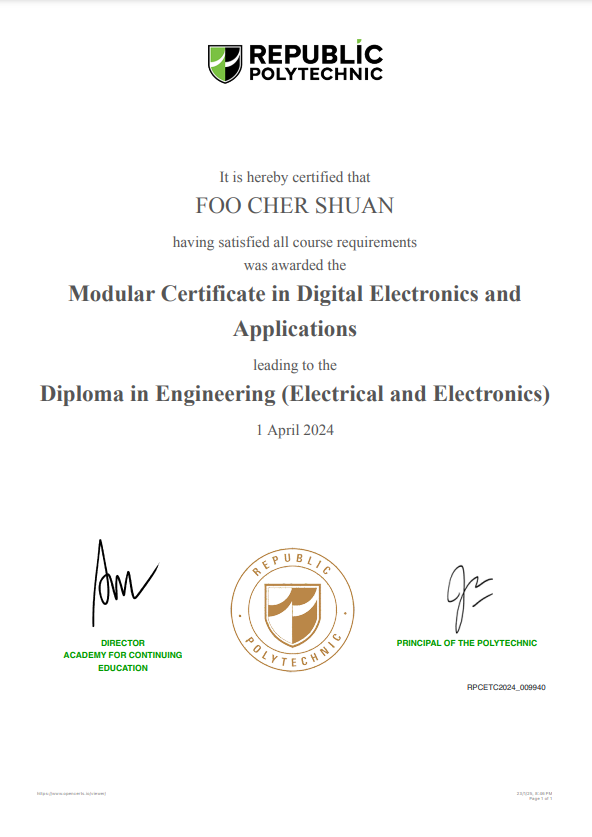 REPUBLIC
POLYTECHNIC
It is hereby certified that
FOO CHER SHUAN
having satisfied all course requirements
was awarded the
Modular Certificate in Digital Electronics and
Applications
leading to the
Diploma in Engineering (Electrical and Electronics)
1 April 2024
REPUBLIC
POLYTECHNIC
DIRECTOR
ACADEMY FOR CONTINUING
EDUCATION
PRINCIPAL OF THE POLYTECHNIC
RPCETC2024_009940
Page 1 of 1